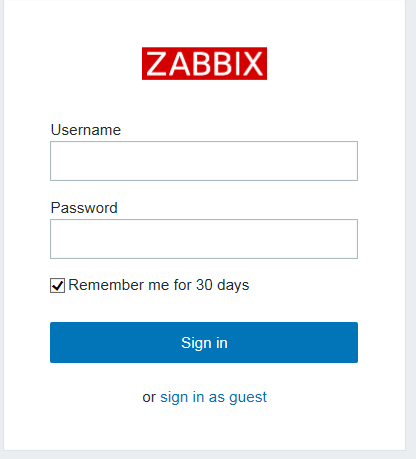 ZABBIX
Username
Password
Remember me for 30 days
Sign in
or sign in as guest